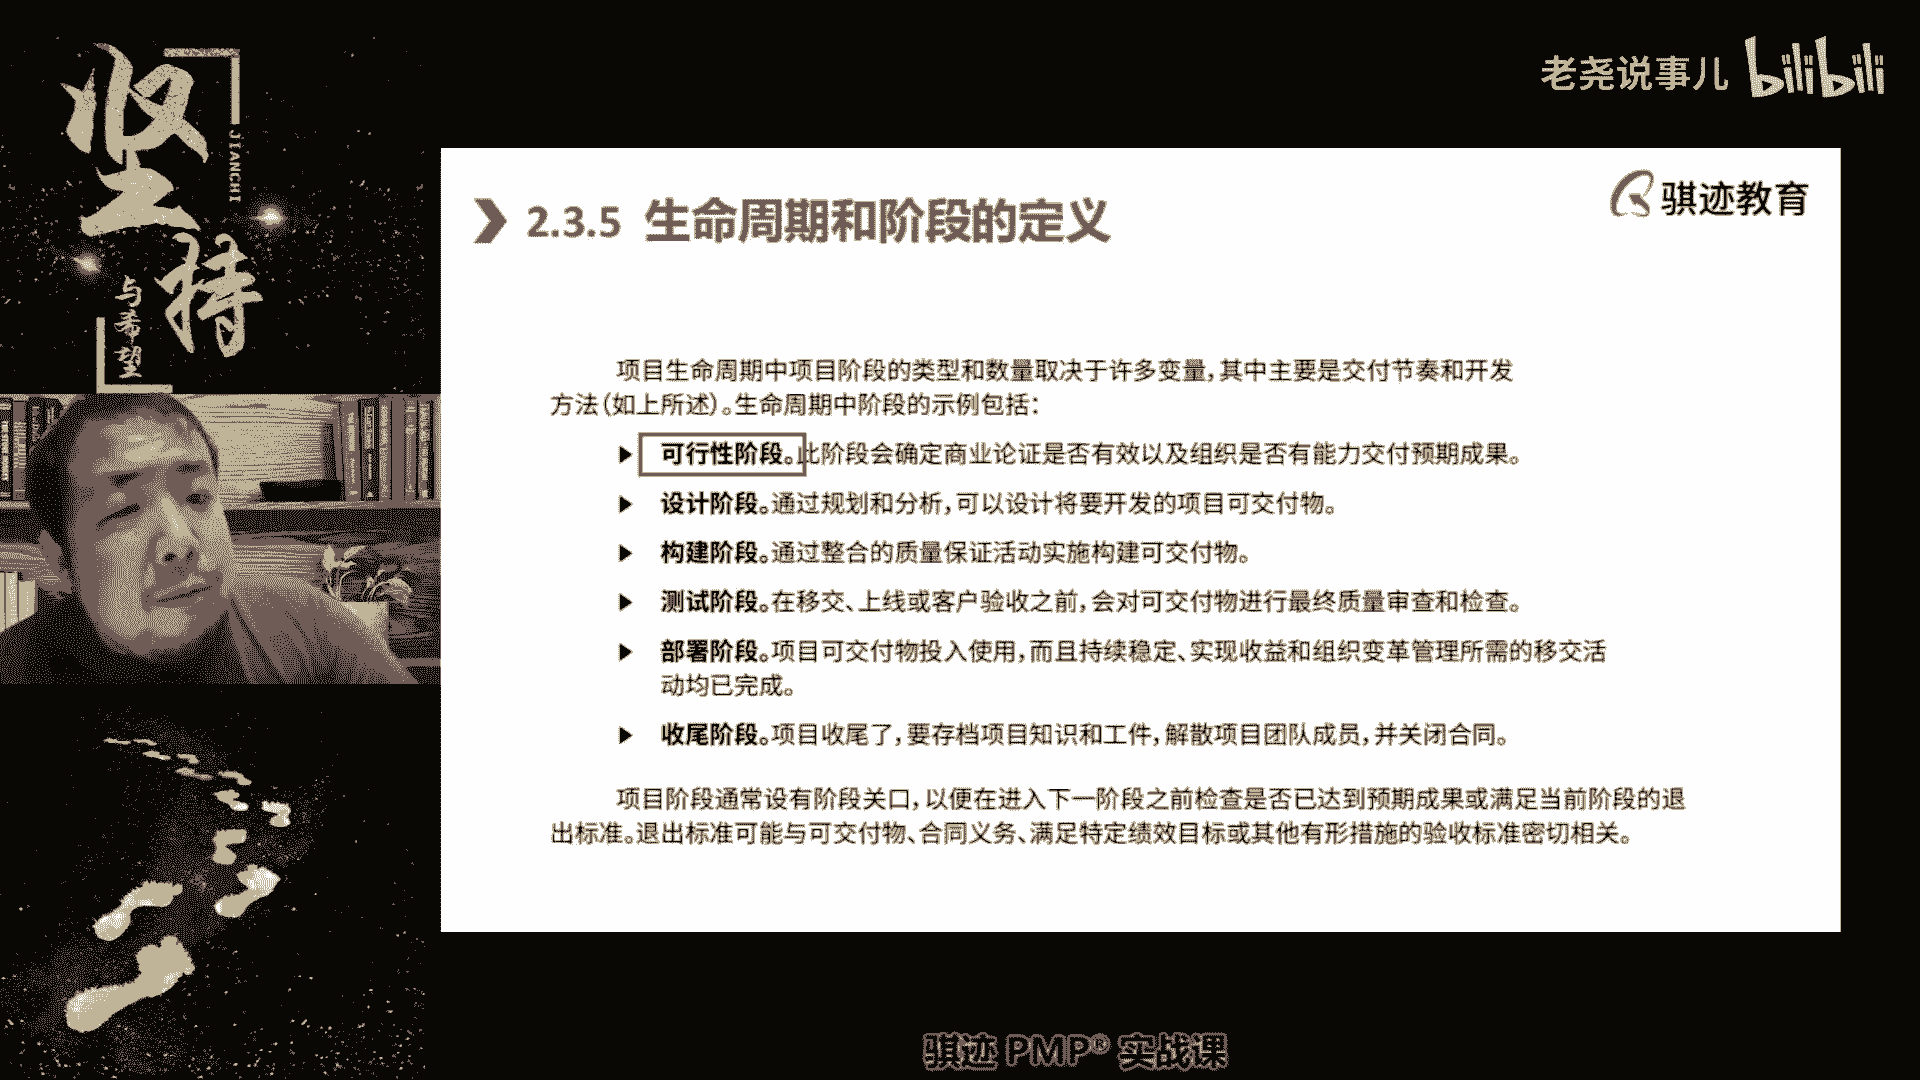 坚持
JIANCHI
与希望
老尧说事儿 bilibili
骐迹教育
2.3.5 生命周期和阶段的定义
项目生命周期中项目阶段的类型和数量取决于许多变量，其中主要是交付节奏和开发
方法（如上所述）。生命周期中阶段的示例包括：
▶ 可行性阶段。此阶段会确定商业论证是否有效以及组织是否有能力交付预期成果。
▶ 设计阶段。通过规划和分析，可以设计将要开发的项目可交付物。
▶ 构建阶段。通过整合的质量保证活动实施构建可交付物。
▶ 测试阶段。在移交、上线或客户验收之前，会对可交付物进行最终质量审查和检查。
▶ 部署阶段。项目可交付物投入使用，而且持续稳定、实现收益和组织变革管理所需的移交活
动均已完成。
▶ 收尾阶段。项目收尾了，要存档项目知识和工件，解散项目团队成员，并关闭合同。
项目阶段通常设有阶段关口，以便在进入下一阶段之前检查是否已达到预期成果或满足当前阶段的退
出标准。退出标准可能与可交付物、合同义务、满足特定绩效目标或其他有形措施的验收标准密切相关。
骐迹 PMP® 实战课